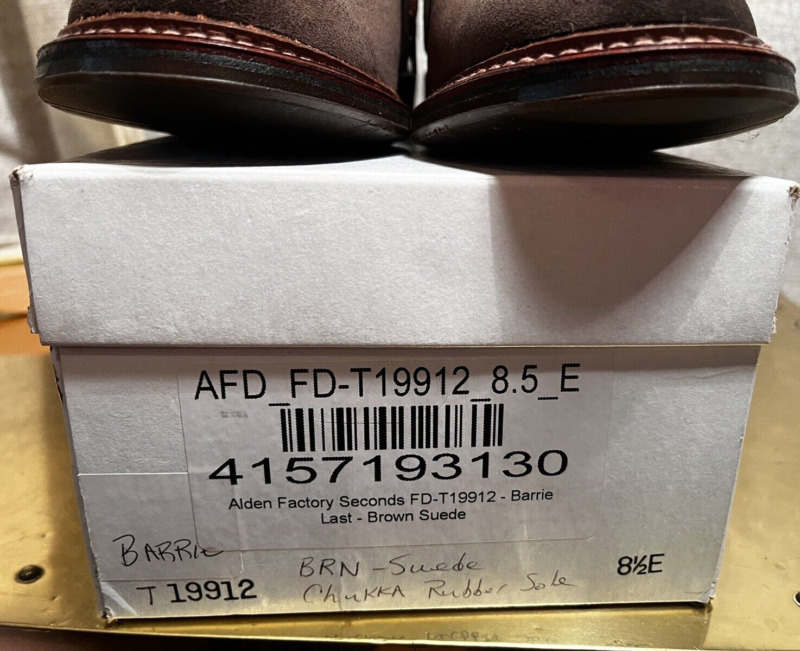 AFD_FD-T19912_8.5_E
4157193130
Alden Factory Seconds FD-T19912 - Barrie
Last - Brown Suede
BARRIE
BRN - Suede
T 19912
Chukka Rubber Sole
8½E